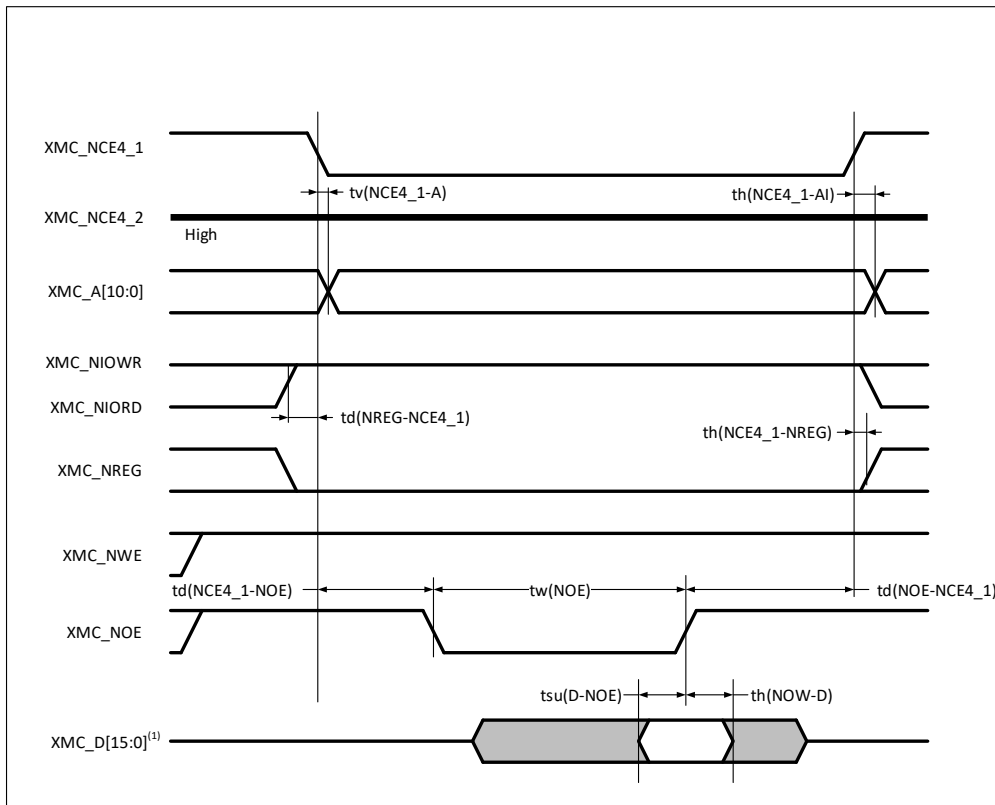 XMC_NCE4_1
tv(NCE4_1-A)
th(NCE4_1-AI)
XMC_NCE4_2
High
XMC_A[10:0]
XMC_NIOWR
XMC_NIORD
td(NREG-NCE4_1)
th(NCE4_1-NREG)
XMC_NREG
XMC_NWE
td(NCE4_1-NOE)
tw(NOE)
td(NOE-NCE4_1)
XMC_NOE
tsu(D-NOE)
th(NOW-D)
XMC_D[15:0](1)